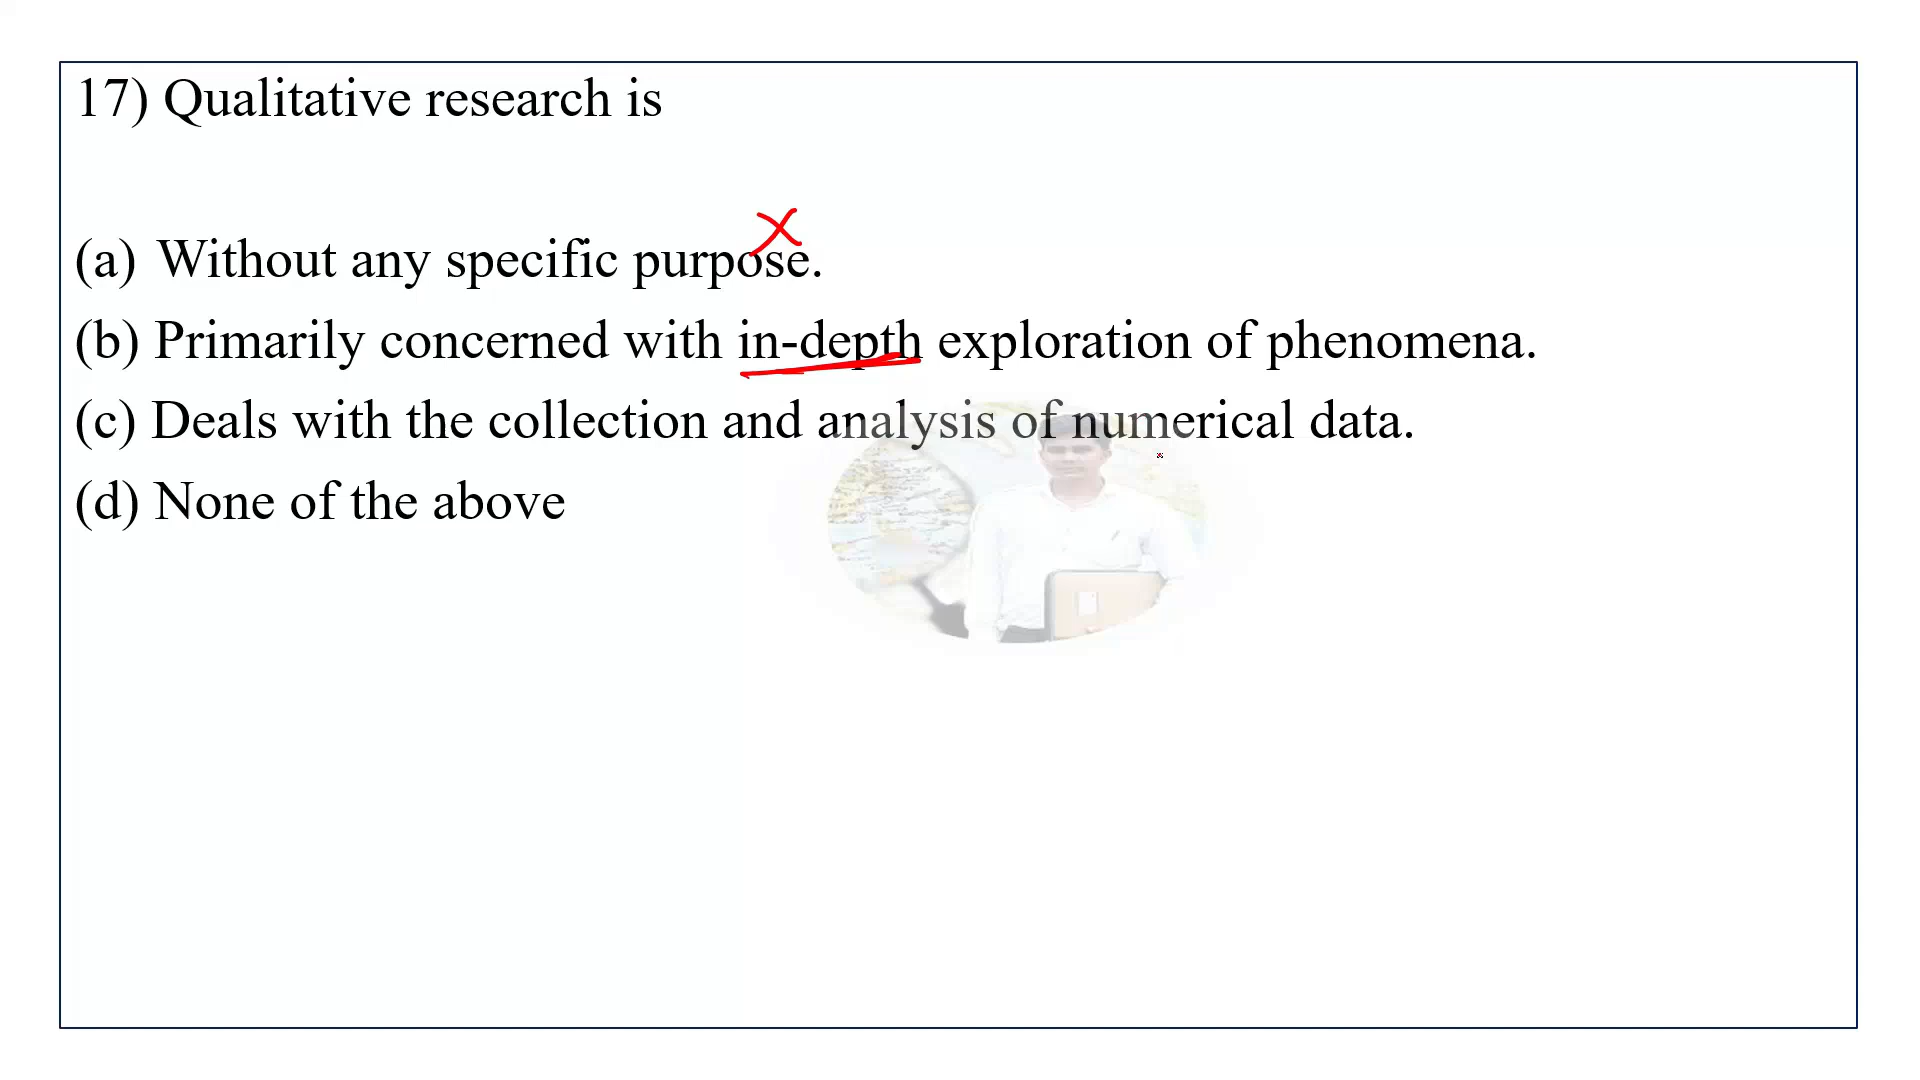 17) Qualitative research is
(a) Without any specific purpose.
(b) Primarily concerned with in-depth exploration of phenomena.
(c) Deals with the collection and analysis of numerical data.
(d) None of the above